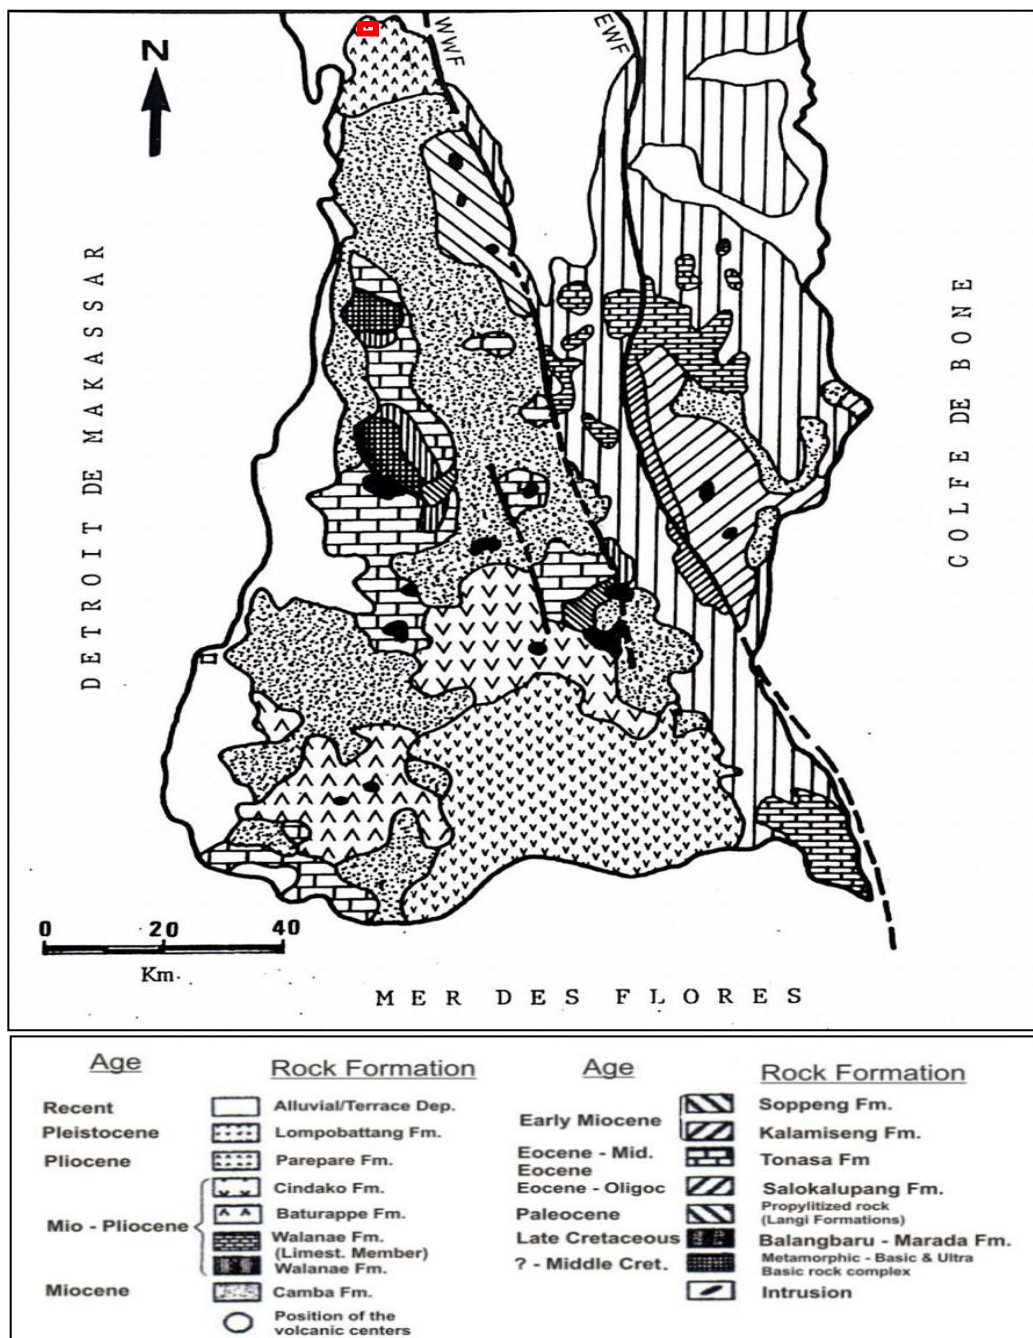 N
WWF
EWF
DETROIT DE MAKASSAR
COLFE DE BONE
0 20 40
Km.
MER DES FLORES
Age
Rock Formation
Recent
Alluvial/Terrace Dep.
Pleistocene
Lompobattang Fm.
Pliocene
Parepare Fm.
Mio - Pliocene
Cindako Fm.
Baturappe Fm.
Walanae Fm.
(Limest. Member)
Walanae Fm.
Miocene
Camba Fm.
Position of the
volcanic centers
Age
Rock Formation
Early Miocene
Soppeng Fm.
Kalamiseng Fm.
Eocene - Mid.
Eocene
Tonasa Fm
Eocene - Oligoc
Salokalupang Fm.
Paleocene
Propylitized rock
(Langi Formations)
Late Cretaceous
Balangbaru - Marada Fm.
? - Middle Cret.
Metamorphic - Basic & Ultra
Basic rock complex
Intrusion